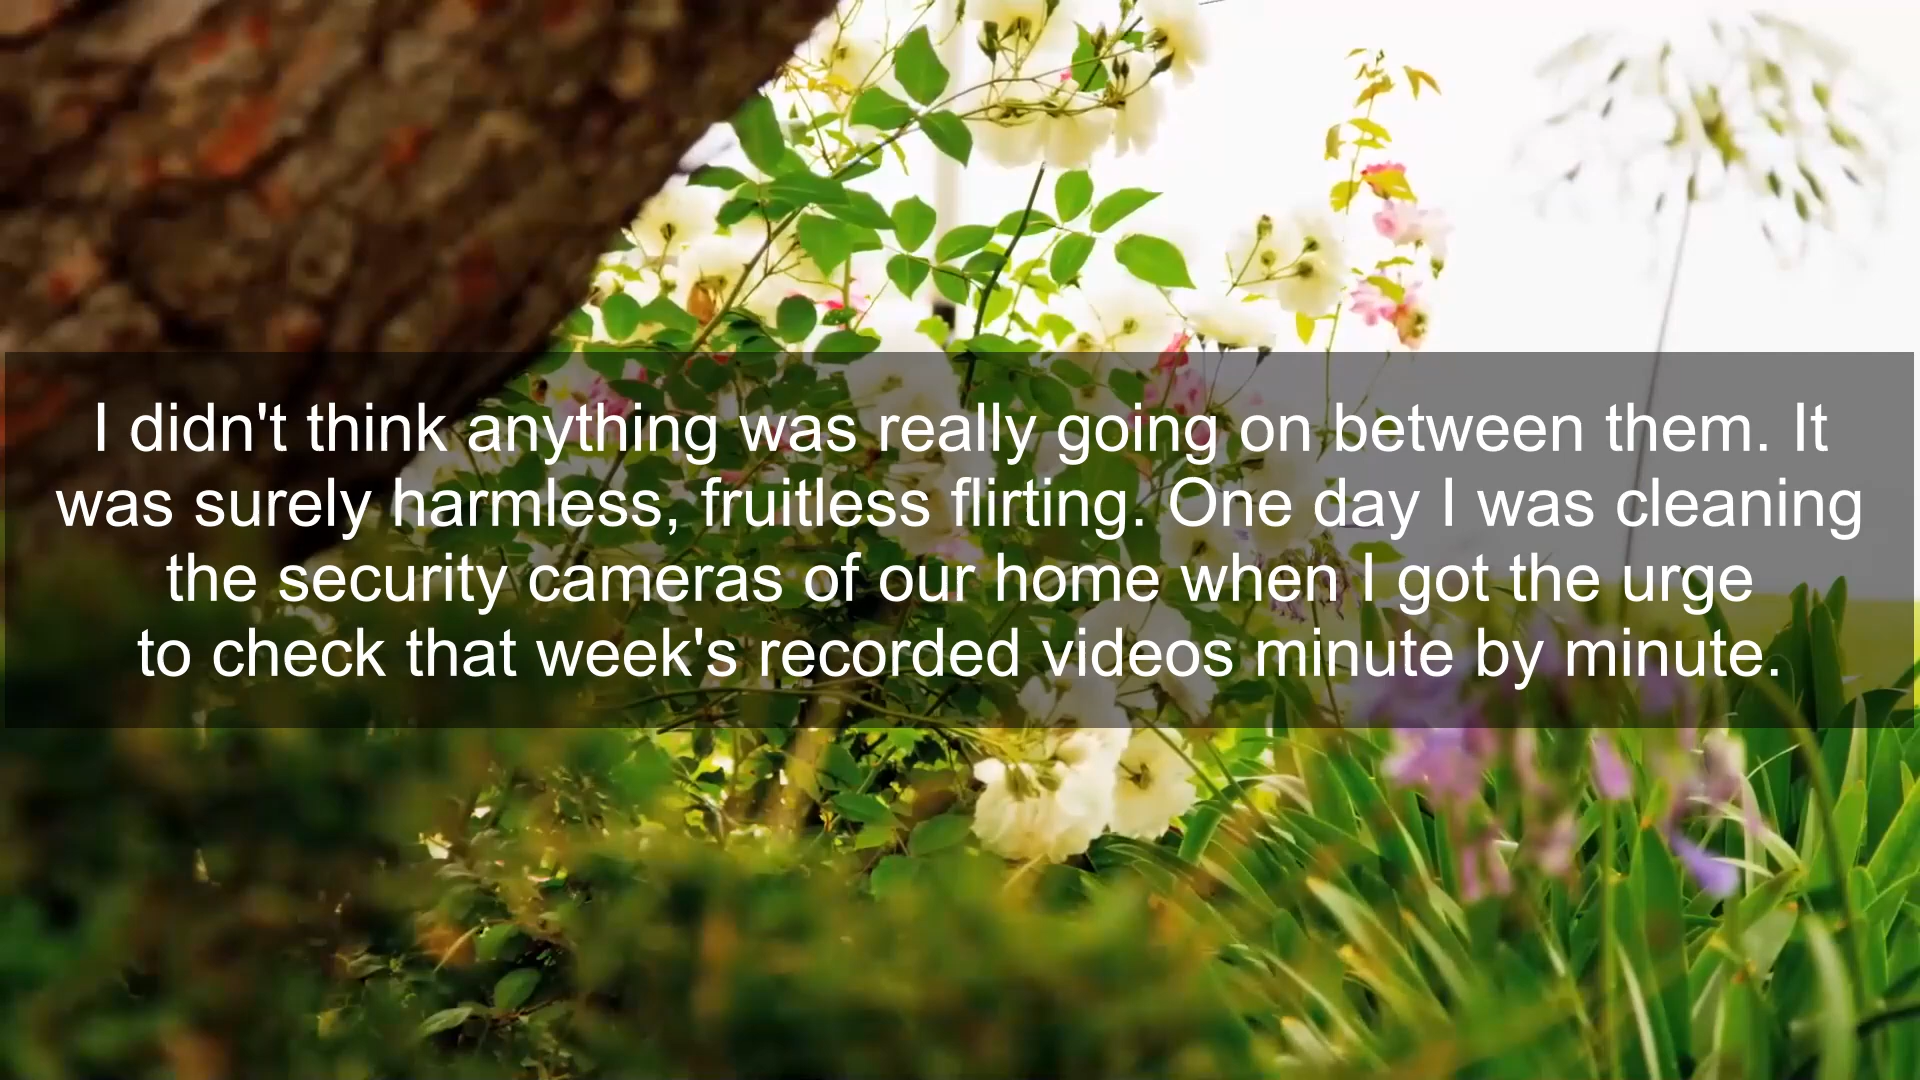 I didn't think anything was really going on between them. It
was surely harmless, fruitless flirting. One day I was cleaning
the security cameras of our home when I got the urge
to check that week's recorded videos minute by minute.